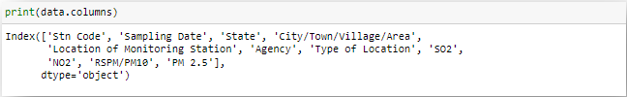 print(data.columns)
Index(['Stn Code', 'Sampling Date', 'State', 'City/Town/Village/Area',
'Location of Monitoring Station', 'Agency', 'Type of Location', 'SO2',
'NO2', 'RSPM/PM10', 'PM 2.5'],
dtype='object')